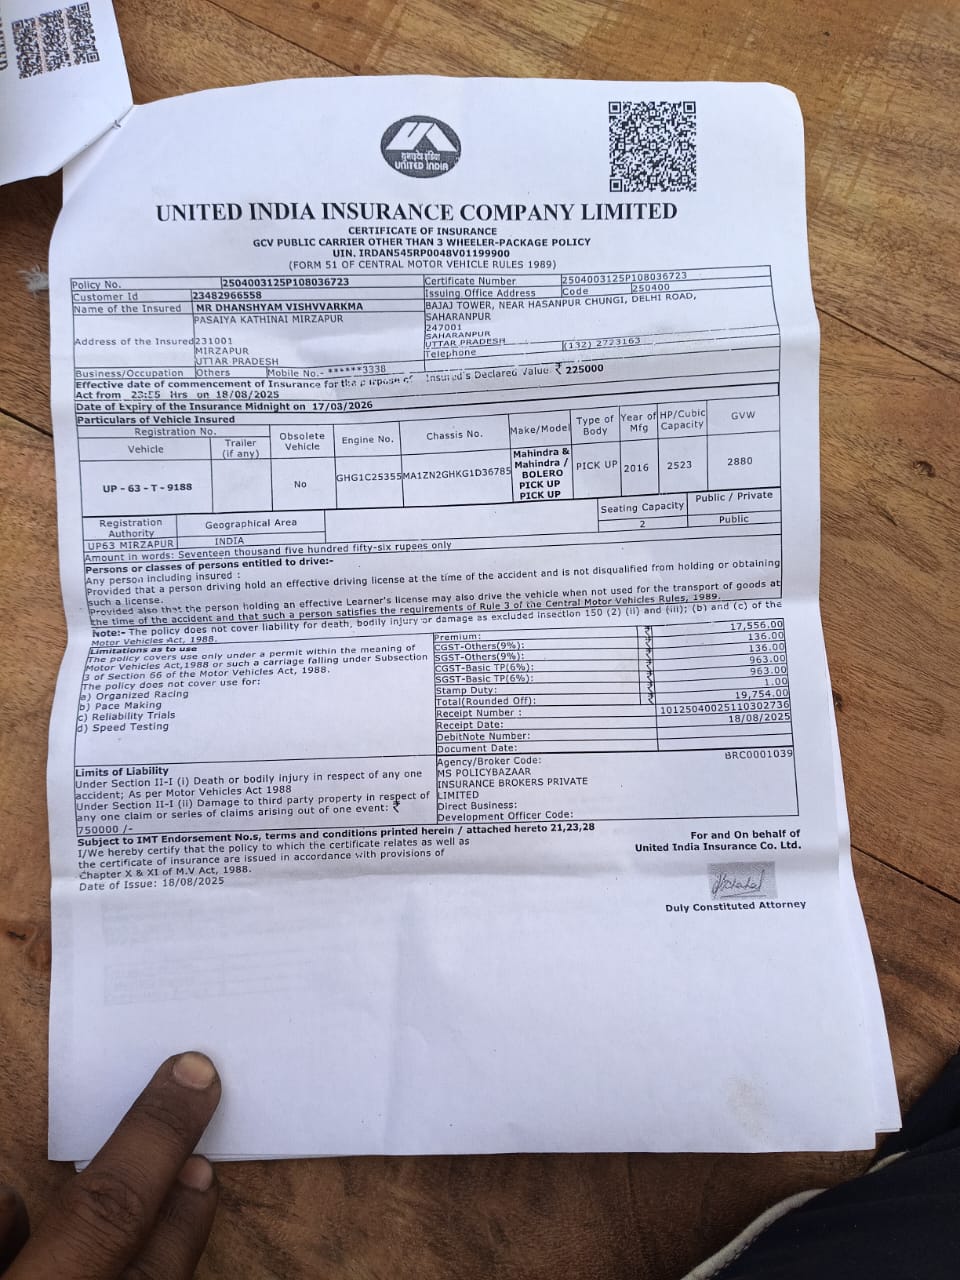 यूनाइटेड इंडिया
UNITED INDIA
UNITED INDIA INSURANCE COMPANY LIMITED
CERTIFICATE OF INSURANCE
GCV PUBLIC CARRIER OTHER THAN 3 WHEELER-PACKAGE POLICY
UIN. IRDAN545RP0048V01199900
(FORM 51 OF CENTRAL MOTOR VEHICLE RULES 1989)
Policy No. 2504003125P108036723 Certificate Number 2504003125P108036723
Customer Id 23482966558 Issuing Office Address Code 250400
Name of the Insured MR DHANSHYAM VISHVVARKMA BAJAJ TOWER, NEAR HASANPUR CHUNGI, DELHI ROAD,
SAHARANPUR
247001
SAHARANPUR
UTTAR PRADESH
Address of the Insured PASAIYA KATHINAI MIRZAPUR
231001
MIRZAPUR
UTTAR PRADESH
Telephone (132) 2723163
Business/Occupation Others Mobile No.- ******3338
Effective date of commencement of Insurance for the purpose of Insured's Declared Value ₹ 225000
Act from 23:55 Hrs on 18/08/2025
Date of Expiry of the Insurance Midnight on 17/03/2026
Particulars of Vehicle Insured
Registration No. Obsolete Vehicle Engine No. Chassis No. Make/Model Type of Body Year of Mfg HP/Cubic Capacity GVW
Vehicle Trailer (if any)
UP - 63 - T - 9188 No GHG1C25355 MA1ZN2GHKG1D36785 Mahindra & Mahindra / BOLERO PICK UP PICK UP PICK UP 2016 2523 2880
Registration Authority Geographical Area Seating Capacity Public / Private
UP63 MIRZAPUR INDIA 2 Public
Amount in words: Seventeen thousand five hundred fifty-six rupees only
Persons or classes of persons entitled to drive:-
Any person including insured :
Provided that a person driving hold an effective driving license at the time of the accident and is not disqualified from holding or obtaining
such a license.
Provided also that the person holding an effective Learner's license may also drive the vehicle when not used for the transport of goods at
the time of the accident and that such a person satisfies the requirements of Rule 3 of the Central Motor Vehicles Rules, 1989.
Note:- The policy does not cover liability for death, bodily injury or damage as excluded insection 150 (2) (ii) and (iii); (b) and (c) of the
Motor Vehicles Act, 1988.
Limitations as to use
The policy covers use only under a permit within the meaning of
Motor Vehicles Act,1988 or such a carriage falling under Subsection
3 of Section 66 of the Motor Vehicles Act, 1988.
The policy does not cover use for:
a) Organized Racing
b) Pace Making
c) Reliability Trials
d) Speed Testing
Premium: ₹ 17,556.00
CGST-Others(9%): ₹ 136.00
SGST-Others(9%): ₹ 136.00
CGST-Basic TP(6%): ₹ 963.00
SGST-Basic TP(6%): ₹ 963.00
Stamp Duty: ₹ 1.00
Total(Rounded Off): ₹ 19,754.00
Receipt Number : 10125040025110302736
Receipt Date: 18/08/2025
DebitNote Number:
Document Date:
Limits of Liability
Under Section II-I (i) Death or bodily injury in respect of any one
accident; As per Motor Vehicles Act 1988
Under Section II-I (ii) Damage to third party property in respect of
any one claim or series of claims arising out of one event: ₹
750000 /-
Agency/Broker Code: BRC0001039
MS POLICYBAZAAR
INSURANCE BROKERS PRIVATE
LIMITED
Direct Business:
Development Officer Code:
Subject to IMT Endorsement No.s, terms and conditions printed herein / attached hereto 21,23,28
I/We hereby certify that the policy to which the certificate relates as well as
the certificate of insurance are issued in accordance with provisions of
Chapter X & XI of M.V Act, 1988.
Date of Issue: 18/08/2025
For and On behalf of
United India Insurance Co. Ltd.
Duly Constituted Attorney